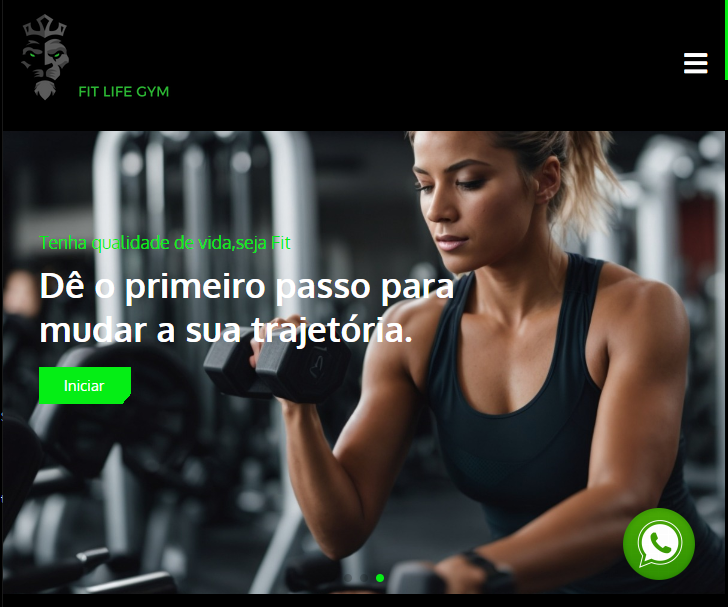 FIT LIFE GYM
Tenha qualidade de vida,seja Fit
Dê o primeiro passo para
mudar a sua trajetória.
Iniciar